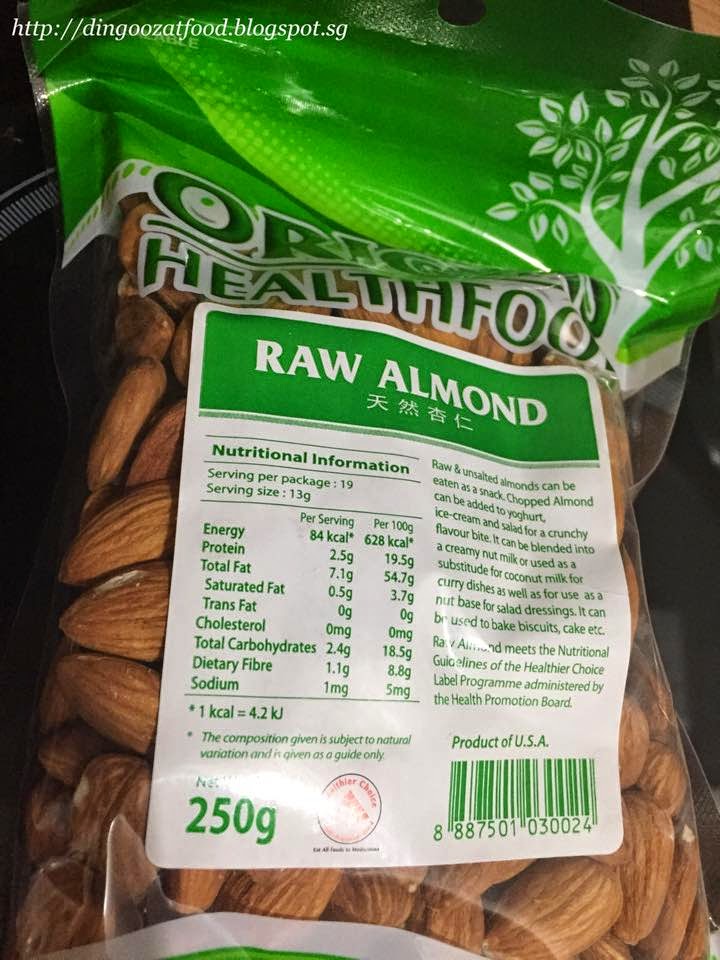 http://dingoozatfood.blogspot.sg
HEALTHFOO
RAW ALMOND
天然杏仁
Nutritional Information
Serving per package : 19
Serving size : 13g
Per Serving Per 100g
Energy 84 kcal* 628 kcal*
Protein 2.5g 19.5g
Total Fat 7.1g 54.7g
Saturated Fat 0.5g 3.7g
Trans Fat 0g 0g
Cholesterol 0mg 0mg
Total Carbohydrates 2.4g 18.5g
Dietary Fibre 1.1g 8.8g
Sodium 1mg 5mg
* 1 kcal = 4.2 kJ
* The composition given is subject to natural
variation and is given as a guide only.
250g
Raw & unsalted almonds can be
eaten as a snack. Chopped Almond
can be added to yoghurt,
ice-cream and salad for a crunchy
flavour bite. It can be blended into
a creamy nut milk or used as a
substitude for coconut milk for
curry dishes as well as for use as a
nut base for salad dressings. It can
be used to bake biscuits, cake etc.
Raw Almond meets the Nutritional
Guidelines of the Healthier Choice
Label Programme administered by
the Health Promotion Board.
Product of U.S.A.
8 887501 030024
Healthier Choice
Eat All Foods in Moderation